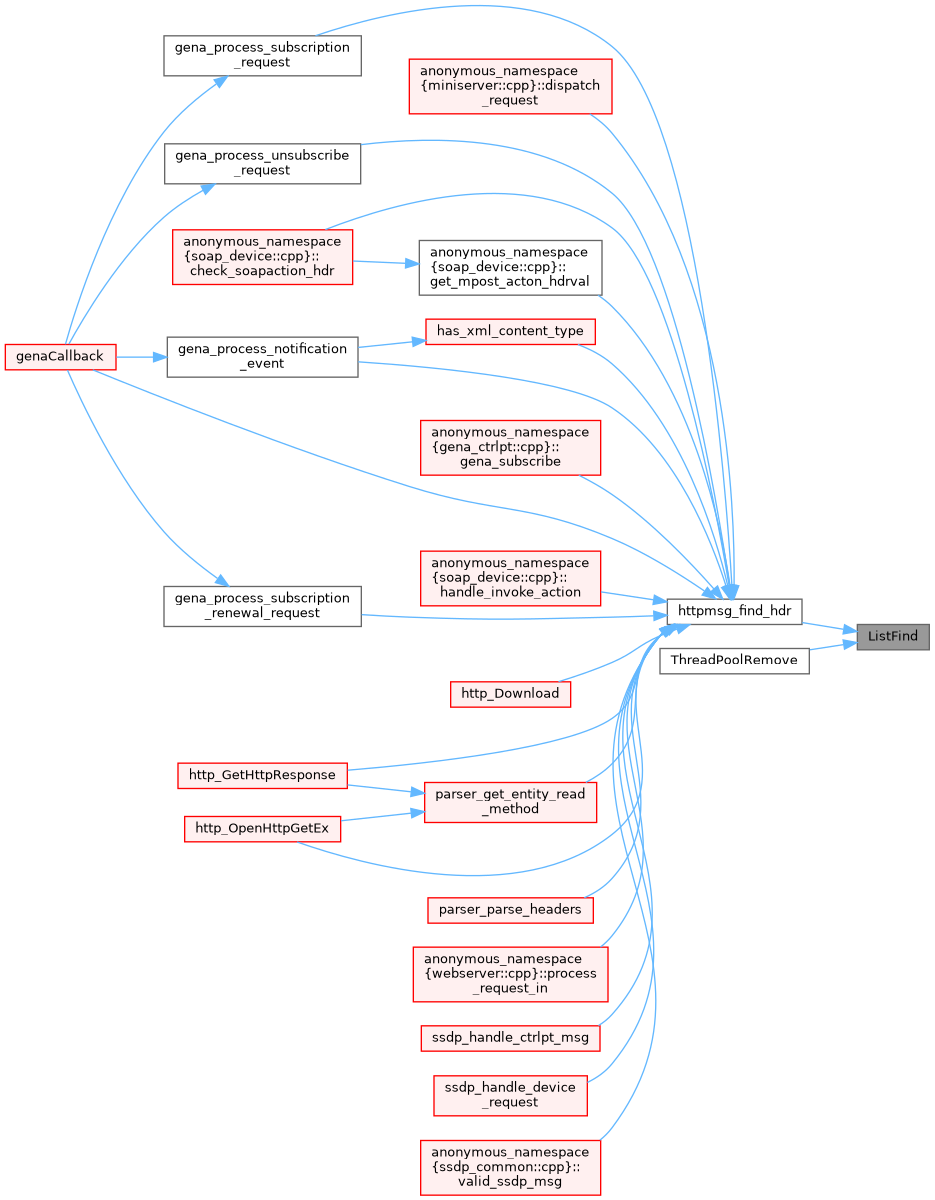 gena_process_subscription
_request
anonymous_namespace
{miniserver::cpp}::dispatch
_request
gena_process_unsubscribe
_request
anonymous_namespace
{soap_device::cpp}::
check_soapaction_hdr
anonymous_namespace
{soap_device::cpp}::
get_mpost_acton_hdrval
has_xml_content_type
genaCallback
gena_process_notification
_event
anonymous_namespace
{gena_ctrlpt::cpp}::
gena_subscribe
anonymous_namespace
{soap_device::cpp}::
handle_invoke_action
gena_process_subscription
_renewal_request
httpmsg_find_hdr
ListFind
ThreadPoolRemove
http_Download
http_GetHttpResponse
parser_get_entity_read
_method
http_OpenHttpGetEx
parser_parse_headers
anonymous_namespace
{webserver::cpp}::process
_request_in
ssdp_handle_ctrlpt_msg
ssdp_handle_device
_request
anonymous_namespace
{ssdp_common::cpp}::
valid_ssdp_msg